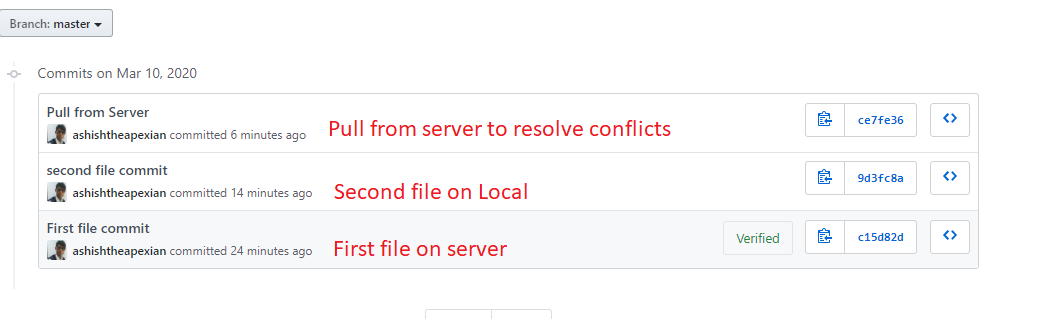 Branch: master
Commits on Mar 10, 2020
Pull from Server
ashishtheapexian committed 6 minutes ago
Pull from server to resolve conflicts
ce7fe36
second file commit
ashishtheapexian committed 14 minutes ago
Second file on Local
9d3fc8a
First file commit
ashishtheapexian committed 24 minutes ago
First file on server
Verified
c15d82d